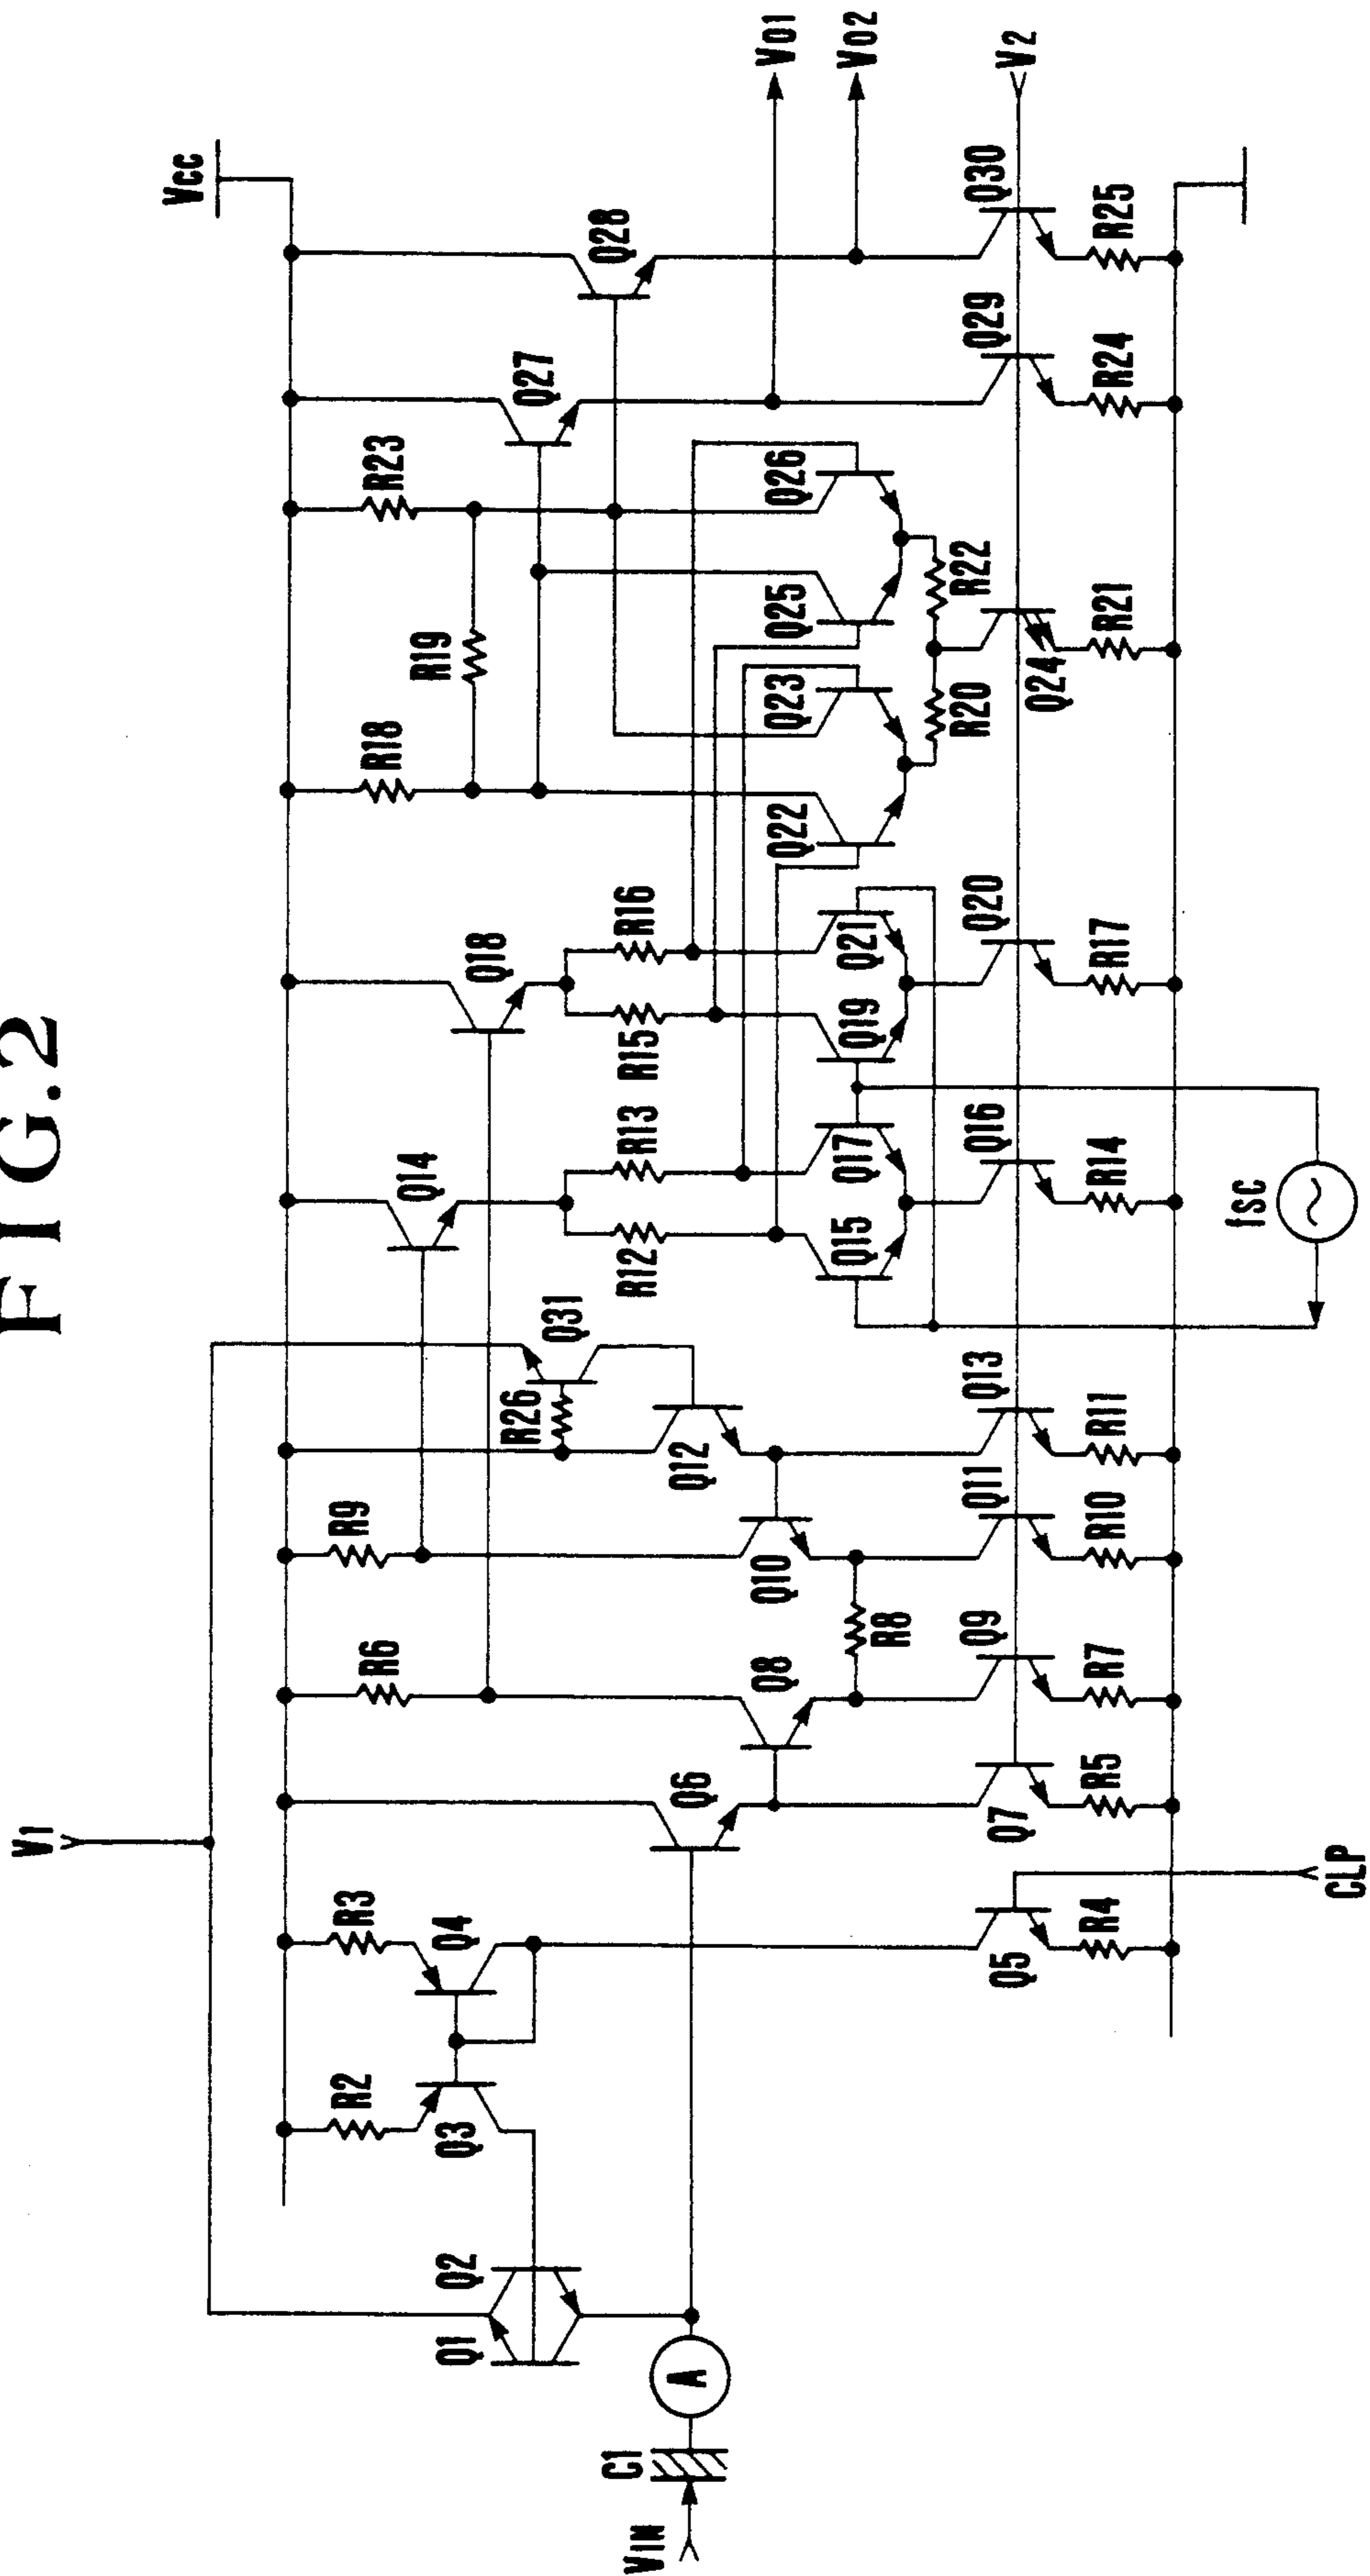 FIG.2
V1
Vcc
R2
R3
R6
R9
R18
R23
Q1
Q2
Q3
Q4
Q14
Q18
R19
Q27
Q28
R26
Q31
R12
R13
R15
R16
Q6
Q12
VIN
C1
A
Q8
Q10
Q15
Q17
Q19
Q21
Q22
Q23
Q25
Q26
VO1
VO2
R8
R20
R22
Q5
Q7
Q9
Q11
Q13
Q16
Q20
Q24
Q29
Q30
V2
R4
R5
R7
R10
R11
R14
R17
R21
R24
R25
CLP
fsc